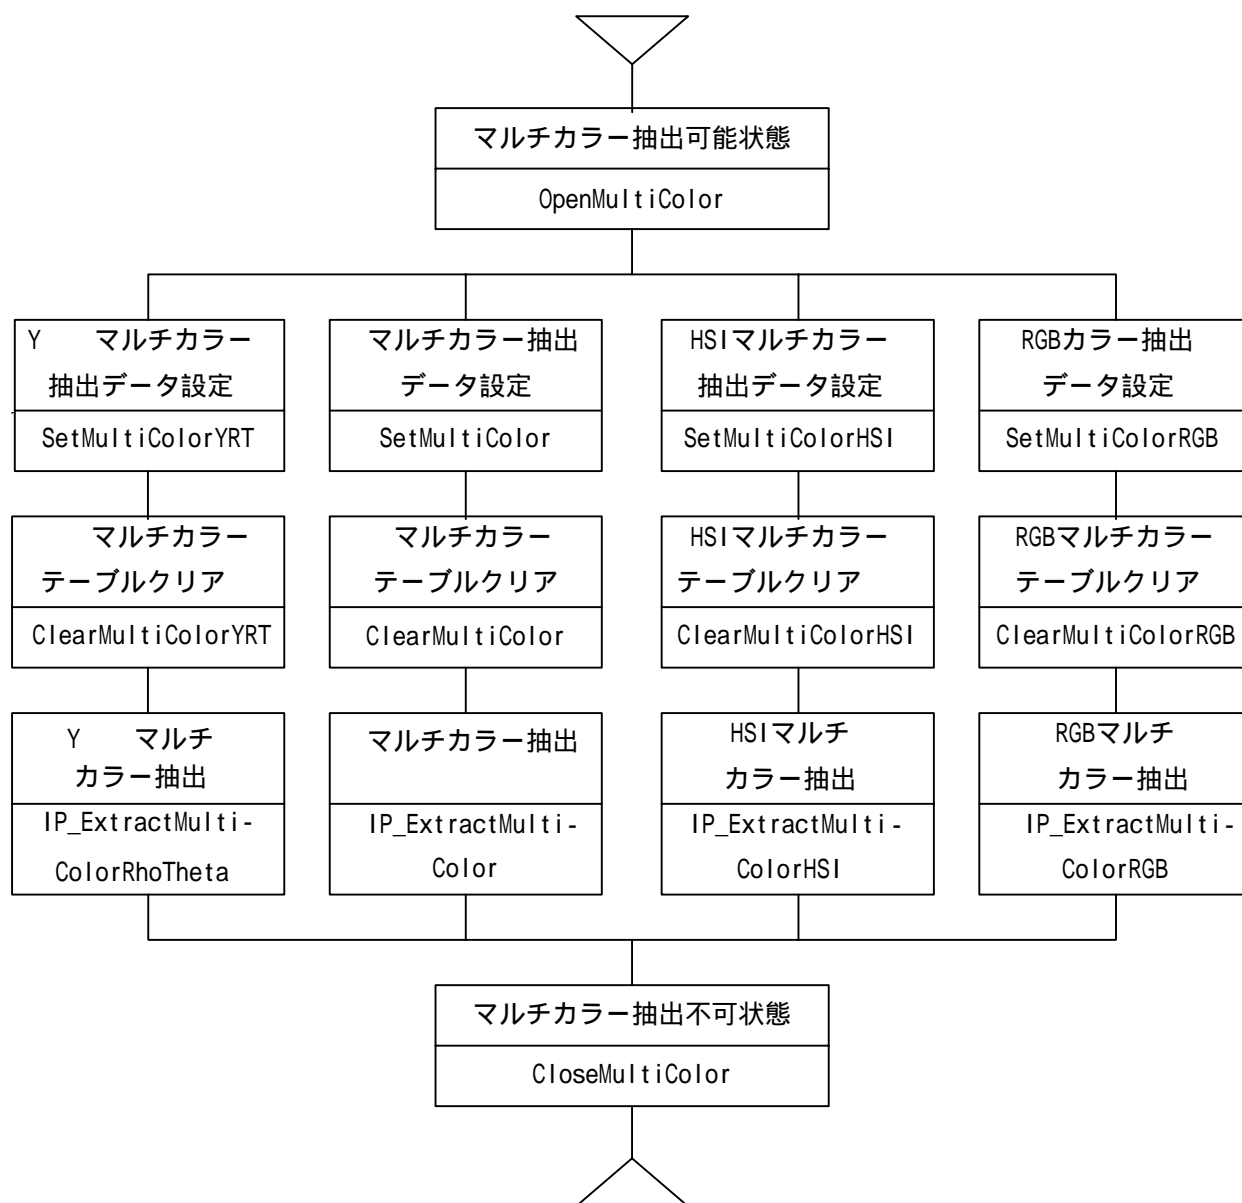 マルチカラー抽出可能状態
OpenMultiColor
Y マルチカラー
抽出データ設定
SetMultiColorYRT
マルチカラー抽出
データ設定
SetMultiColor
HSIマルチカラー
抽出データ設定
SetMultiColorHSI
RGBカラー抽出
データ設定
SetMultiColorRGB
マルチカラー
テーブルクリア
ClearMultiColorYRT
マルチカラー
テーブルクリア
ClearMultiColor
HSIマルチカラー
テーブルクリア
ClearMultiColorHSI
RGBマルチカラー
テーブルクリア
ClearMultiColorRGB
Y マルチ
カラー抽出
IP_ExtractMulti-
ColorRhoTheta
マルチカラー抽出
IP_ExtractMulti-
Color
HSIマルチ
カラー抽出
IP_ExtractMulti-
ColorHSI
RGBマルチ
カラー抽出
IP_ExtractMulti-
ColorRGB
マルチカラー抽出不可状態
CloseMultiColor